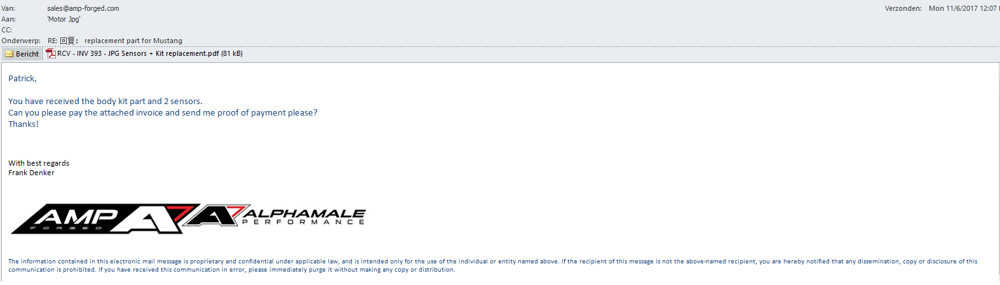 Van: sales@amp-forged.com Verzonden: Mon 11/6/2017 12:07
Aan: 'Motor Jpg'
CC:
Onderwerp: RE: 回复： replacement part for Mustang
Bericht RCV - INV 393 - JPG Sensors + Kit replacement.pdf (81 kB)
Patrick,
You have received the body kit part and 2 sensors.
Can you please pay the attached invoice and send me proof of payment please?
Thanks!
With best regards
Frank Denker
AMP FORGED ALPHAMALE PERFORMANCE
The information contained in this electronic mail message is proprietary and confidential under applicable law, and is intended only for the use of the individual or entity named above. If the recipient of this message is not the above-named recipient, you are hereby notified that any dissemination, copy or disclosure of this
communication is prohibited. If you have received this communication in error, please immediately purge it without making any copy or distribution.